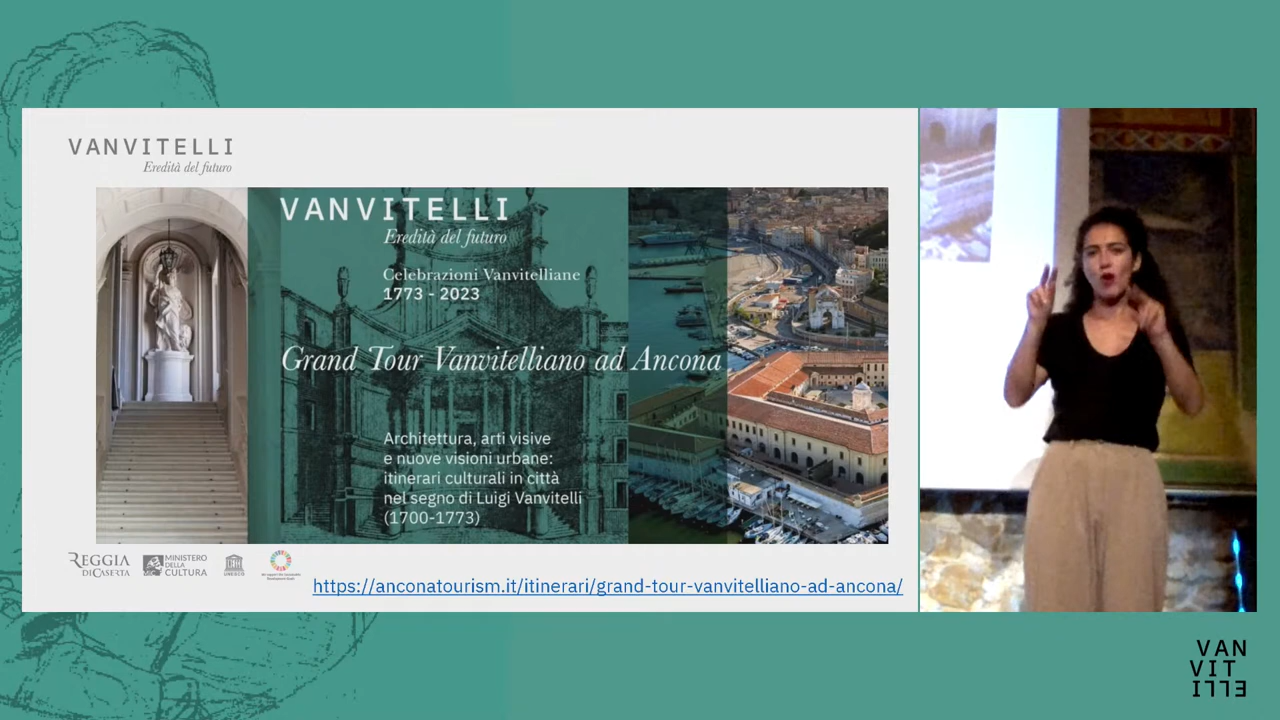 VANVITELLI
Eredità del futuro
VANVITELLI
Eredità del futuro
Celebrazioni Vanvitelliane
1773 - 2023
Grand Tour Vanvitelliano ad Ancona
Architettura, arti visive
e nuove visioni urbane:
itinerari culturali in città
nel segno di Luigi Vanvitelli
(1700-1773)
REGGIA
DI CASERTA
MINISTERO
DELLA
CULTURA
UNESCO
https://anconatourism.it/itinerari/grand-tour-vanvitelliano-ad-ancona/
VAN
VIT
ELLI